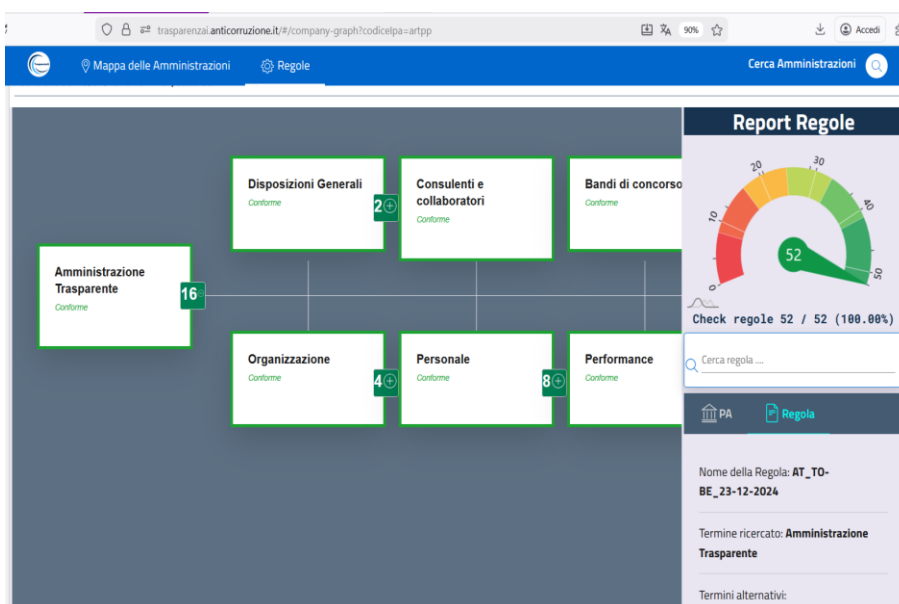 trasparenzai.anticorruzione.it/#/company-graph?codiceIpa=artpp
90%
Accedi
Mappa delle Amministrazioni
Regole
Cerca Amministrazioni
Report Regole
Disposizioni Generali
Conforme
2
Consulenti e
collaboratori
Conforme
Bandi di concorso
Conforme
Amministrazione
Trasparente
Conforme
16
Organizzazione
Conforme
4
Personale
Conforme
8
Performance
Conforme
0
10
20
30
40
50
52
Check regole 52 / 52 (100.00%)
Cerca regola ....
PA
Regola
Nome della Regola: AT_TO-
BE_23-12-2024
Termine ricercato: Amministrazione
Trasparente
Termini alternativi: